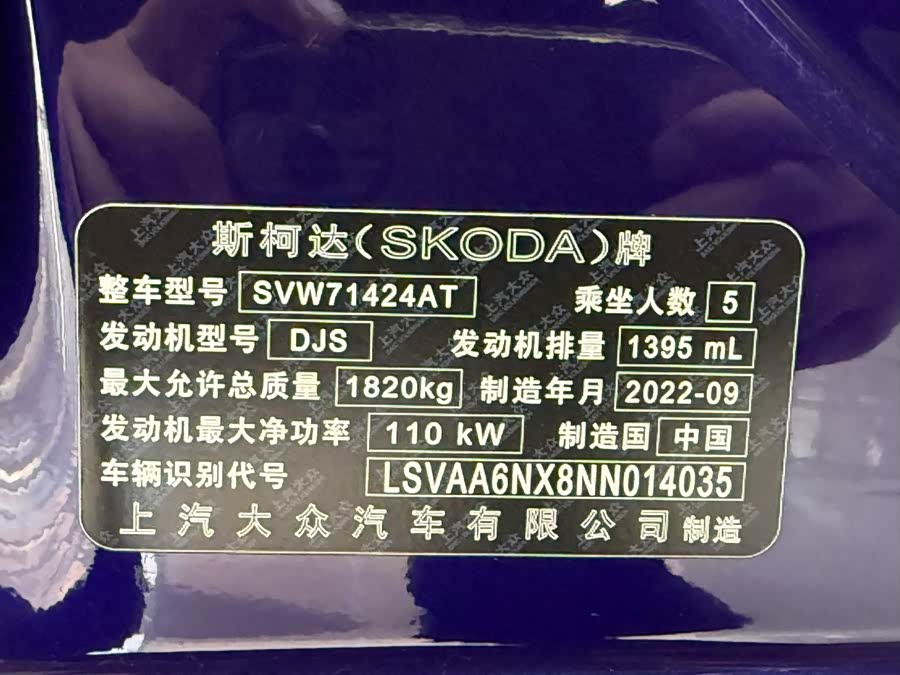 斯柯达(SKODA)牌
整车型号 SVW71424AT 乘坐人数 5
发动机型号 DJS 发动机排量 1395 mL
最大允许总质量 1820kg 制造年月 2022-09
发动机最大净功率 110 kW 制造国 中国
车辆识别代号 LSVAA6NX8NN014035
上汽大众汽车有限公司 制造